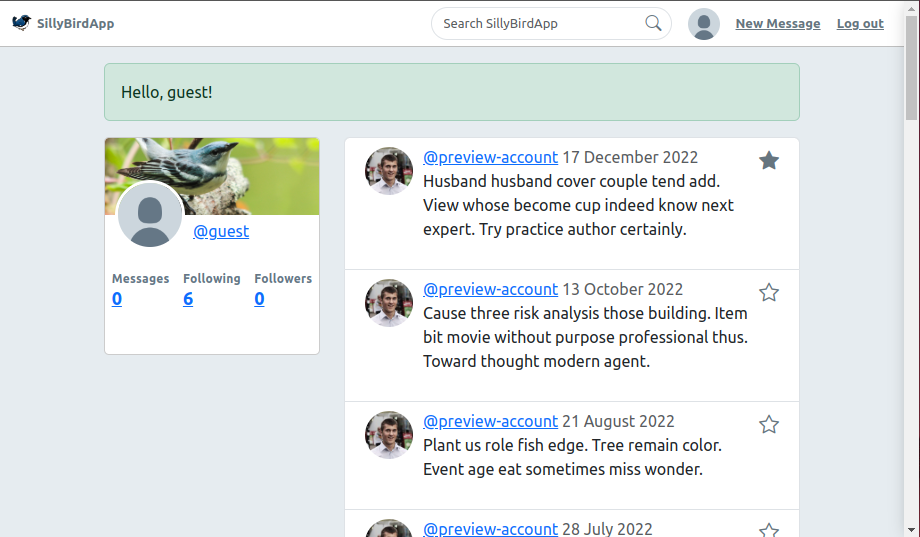 SillyBirdApp
Search SillyBirdApp
New Message
Log out
Hello, guest!
@guest
Messages Following Followers
0 6 0
@preview-account 17 December 2022
Husband husband cover couple tend add.
View whose become cup indeed know next
expert. Try practice author certainly.
@preview-account 13 October 2022
Cause three risk analysis those building. Item
bit movie without purpose professional thus.
Toward thought modern agent.
@preview-account 21 August 2022
Plant us role fish edge. Tree remain color.
Event age eat sometimes miss wonder.
@preview-account 28 July 2022